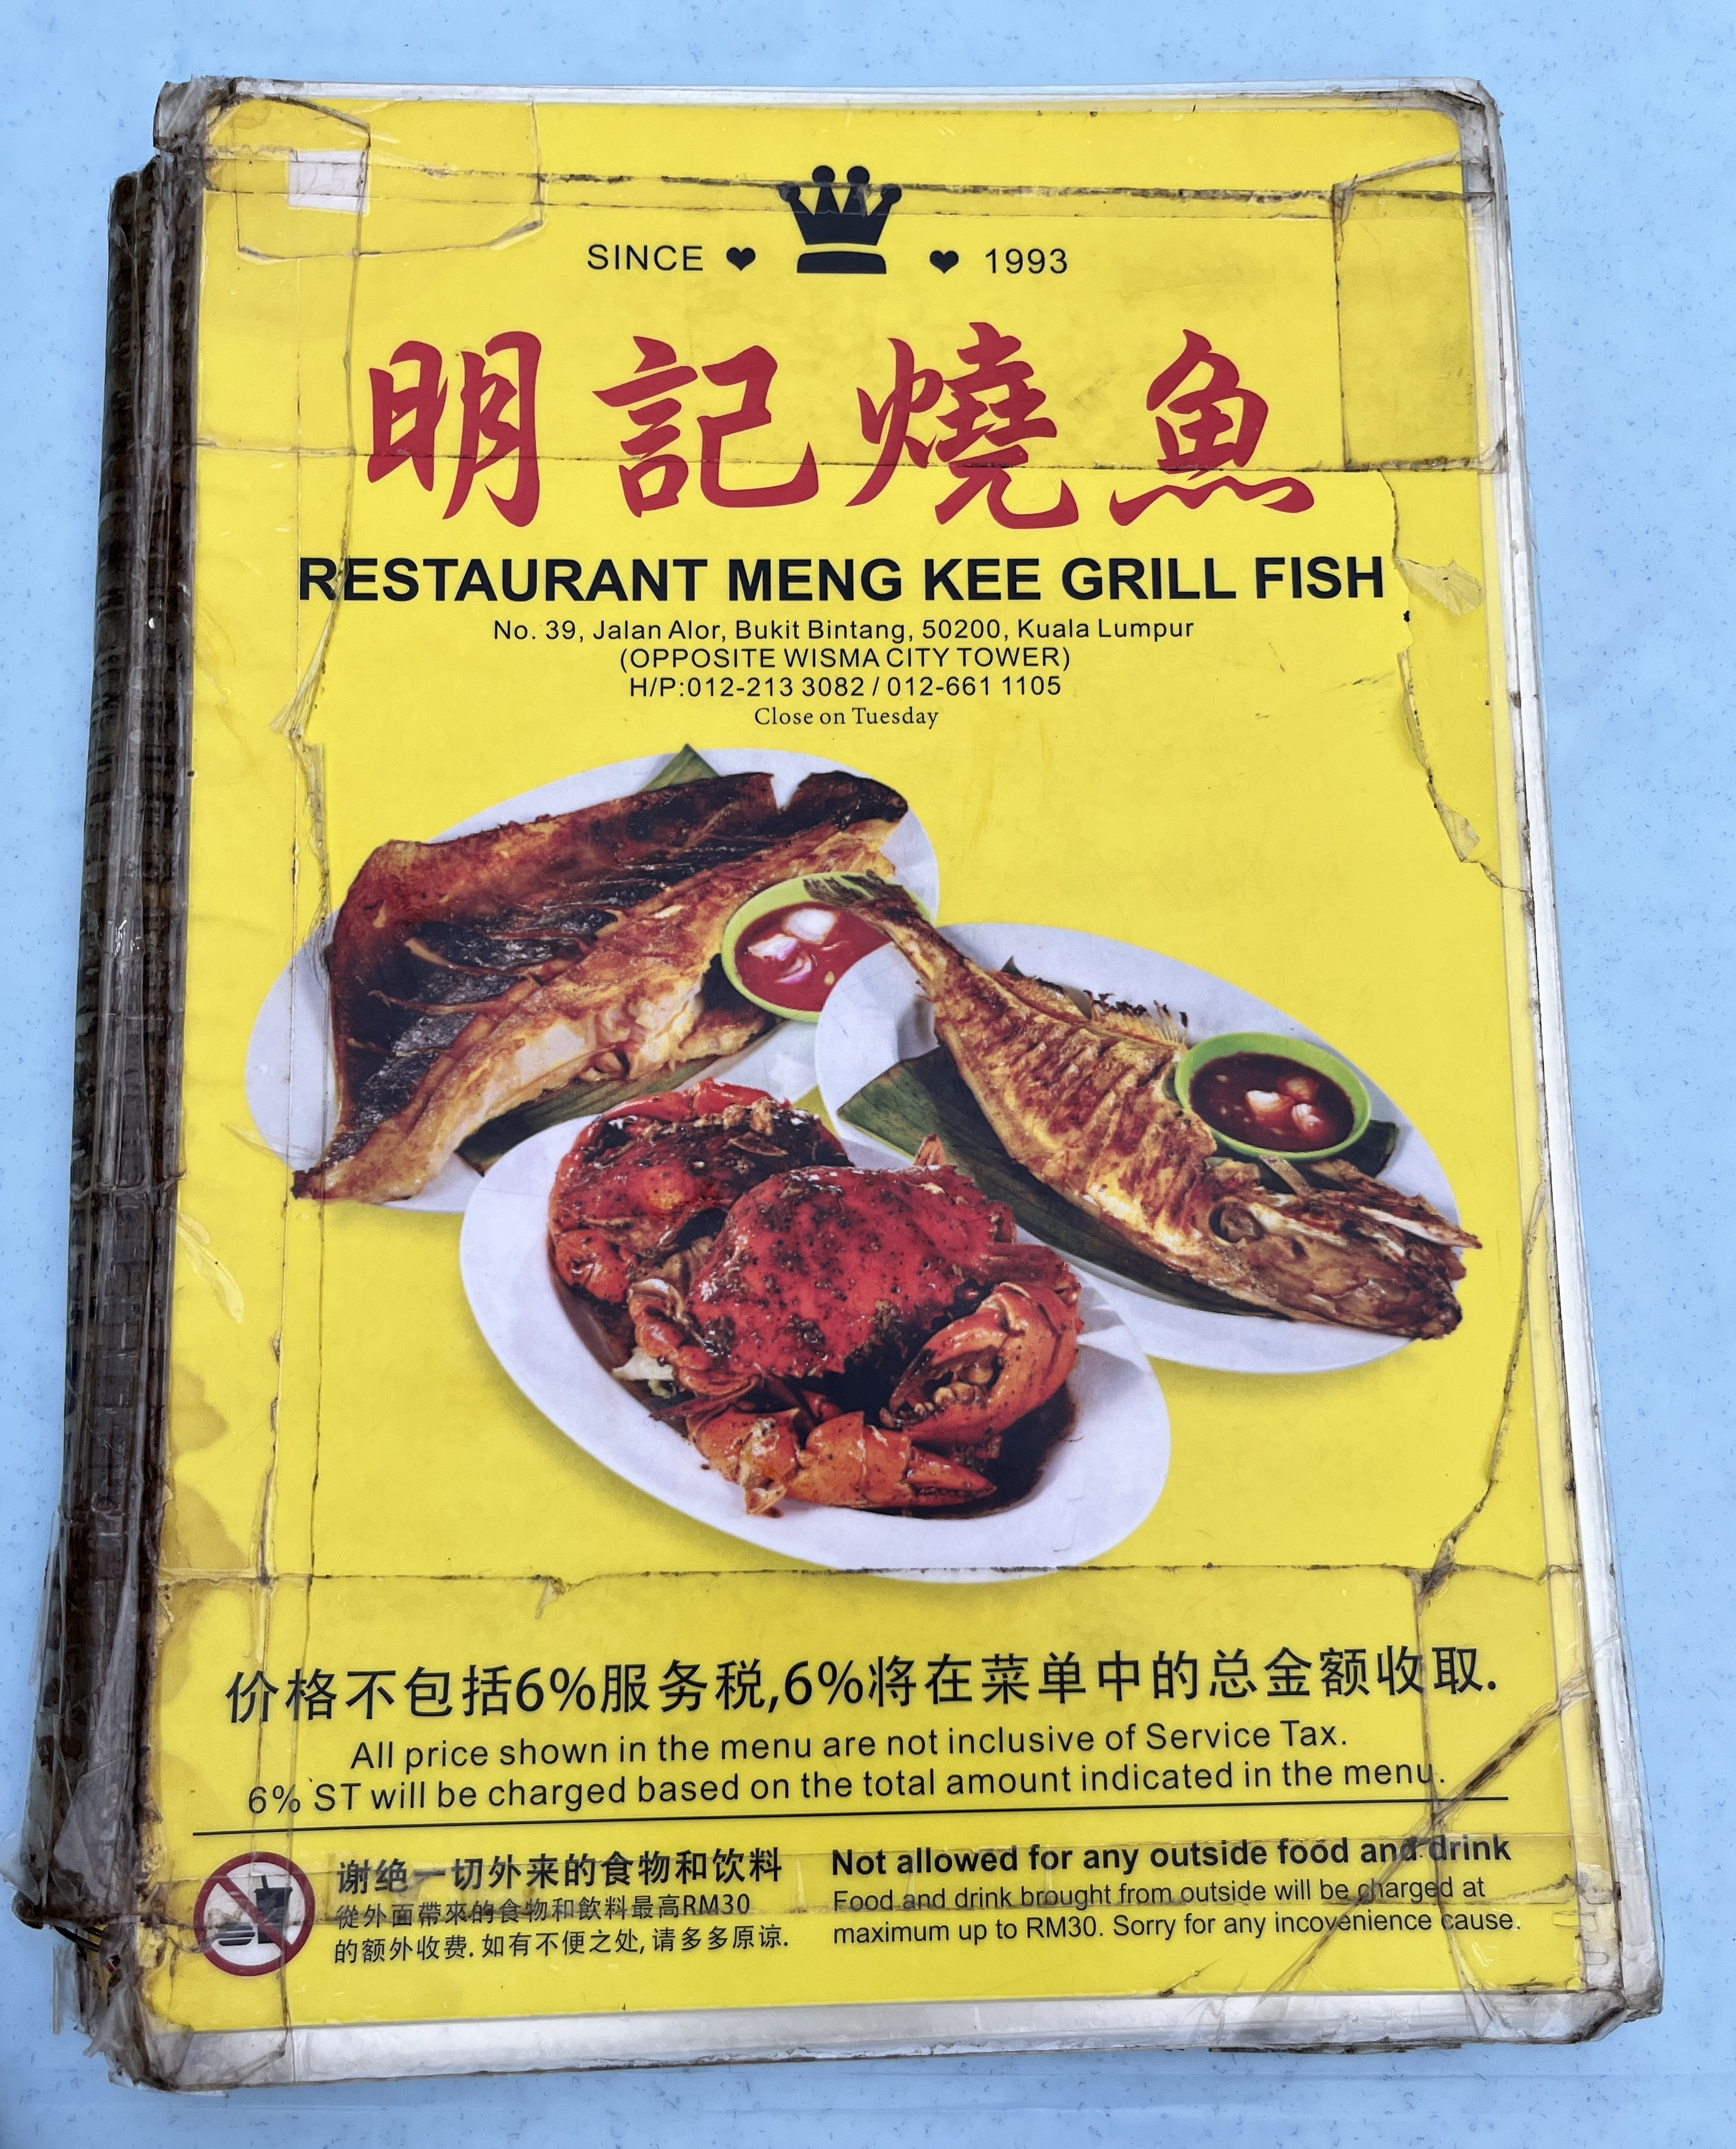 SINCE ❤ ❤ 1993
明記燒魚
RESTAURANT MENG KEE GRILL FISH
No. 39, Jalan Alor, Bukit Bintang, 50200, Kuala Lumpur
(OPPOSITE WISMA CITY TOWER)
H/P:012-213 3082 / 012-661 1105
Close on Tuesday
价格不包括6%服务税,6%将在菜单中的总金额收取.
All price shown in the menu are not inclusive of Service Tax.
6% ST will be charged based on the total amount indicated in the menu.
谢绝一切外来的食物和饮料
從外面帶來的食物和飲料最高RM30
的额外收费. 如有不便之处, 请多多原谅.
Not allowed for any outside food and drink
Food and drink brought from outside will be charged at
maximum up to RM30. Sorry for any incovenience cause.